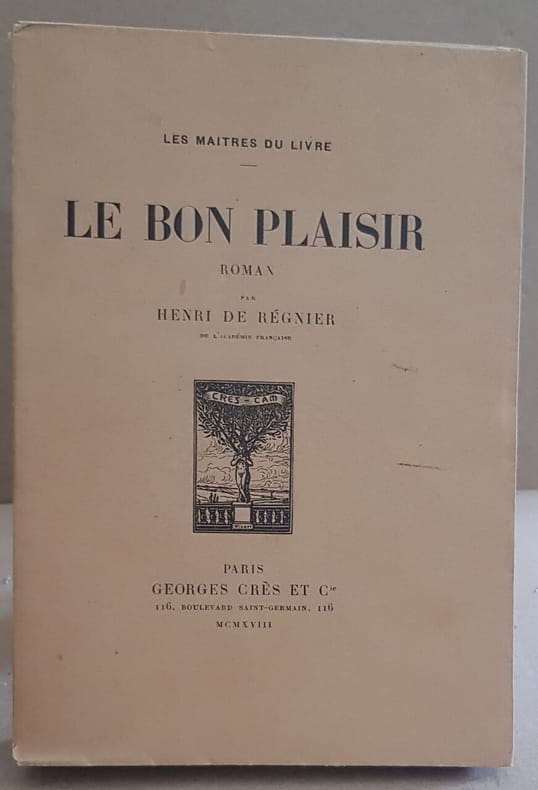 LES MAITRES DU LIVRE
LE BON PLAISIR
ROMAN
PAR
HENRI DE RÉGNIER
DE L'ACADÉMIE FRANÇAISE
CRES - CAM
PARIS
GEORGES CRÈS ET Cie
116, BOULEVARD SAINT-GERMAIN, 116
MCMXVIII